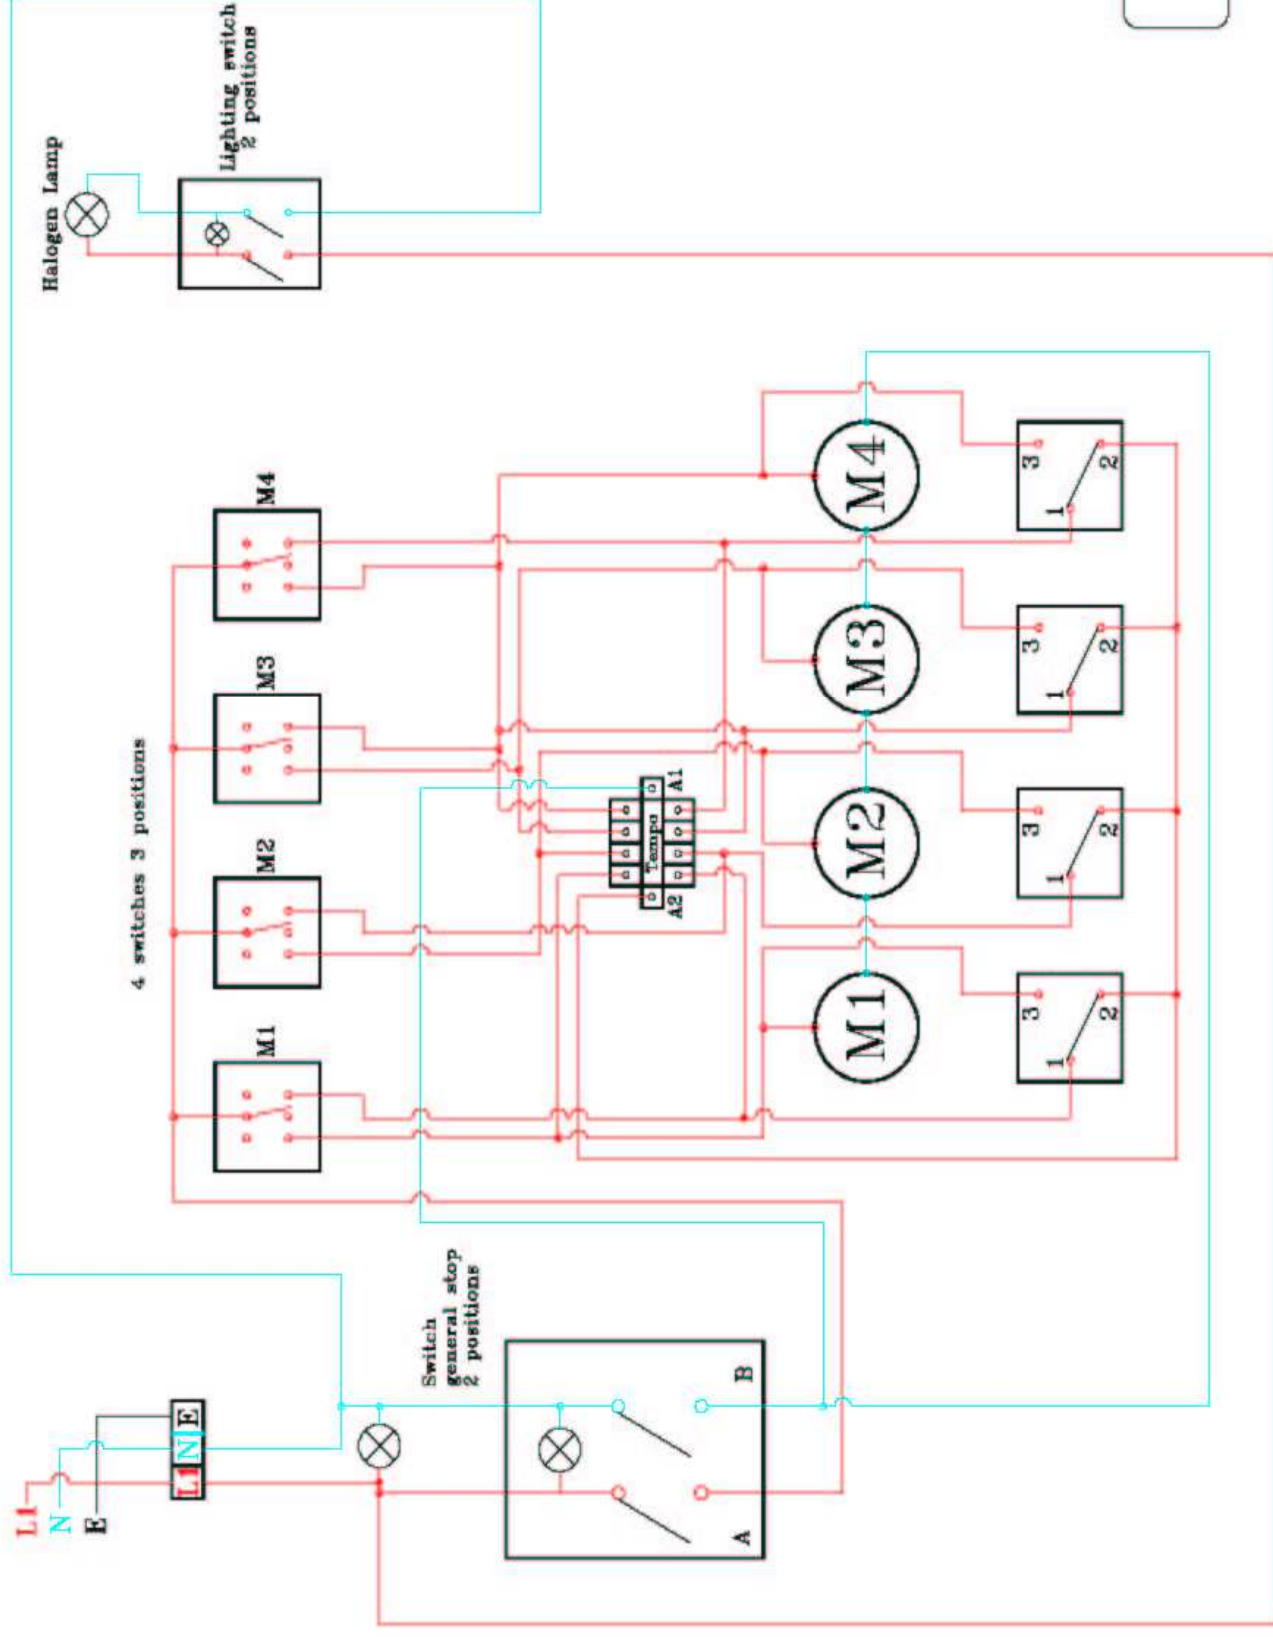 Halogen Lamp
Lighting switch
2 positions
4 switches 3 positions
M1
M2
M3
M4
L1
N
E
L1
N
E
Switch
general stop
2 positions
A
B
A2
Tempo
A1
M1
M2
M3
M4
1
2
3
1
2
3
1
2
3
1
2
3